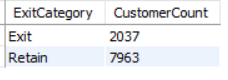 ExitCategory CustomerCount
Exit 2037
Retain 7963